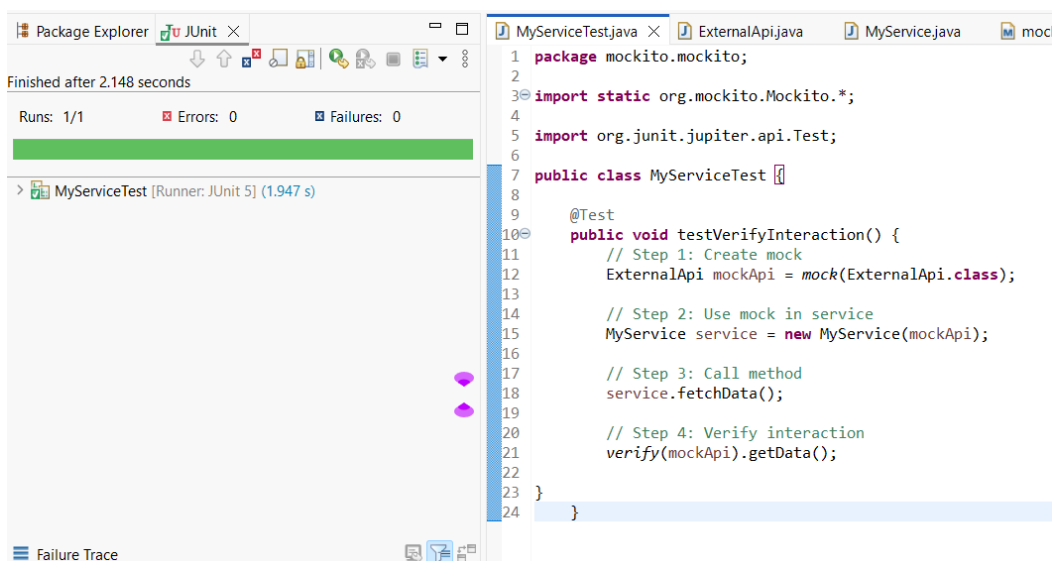 Package Explorer JUnit
Finished after 2.148 seconds
Runs: 1/1 Errors: 0 Failures: 0
MyServiceTest [Runner: JUnit 5] (1.947 s)
Failure Trace
MyServiceTest.java ExternalApi.java MyService.java mock
1 package mockito.mockito;
2
3 import static org.mockito.Mockito.*;
4
5 import org.junit.jupiter.api.Test;
6
7 public class MyServiceTest {
8
9 @Test
10 public void testVerifyInteraction() {
11 // Step 1: Create mock
12 ExternalApi mockApi = mock(ExternalApi.class);
13
14 // Step 2: Use mock in service
15 MyService service = new MyService(mockApi);
16
17 // Step 3: Call method
18 service.fetchData();
19
20 // Step 4: Verify interaction
21 verify(mockApi).getData();
22
23 }
24 }